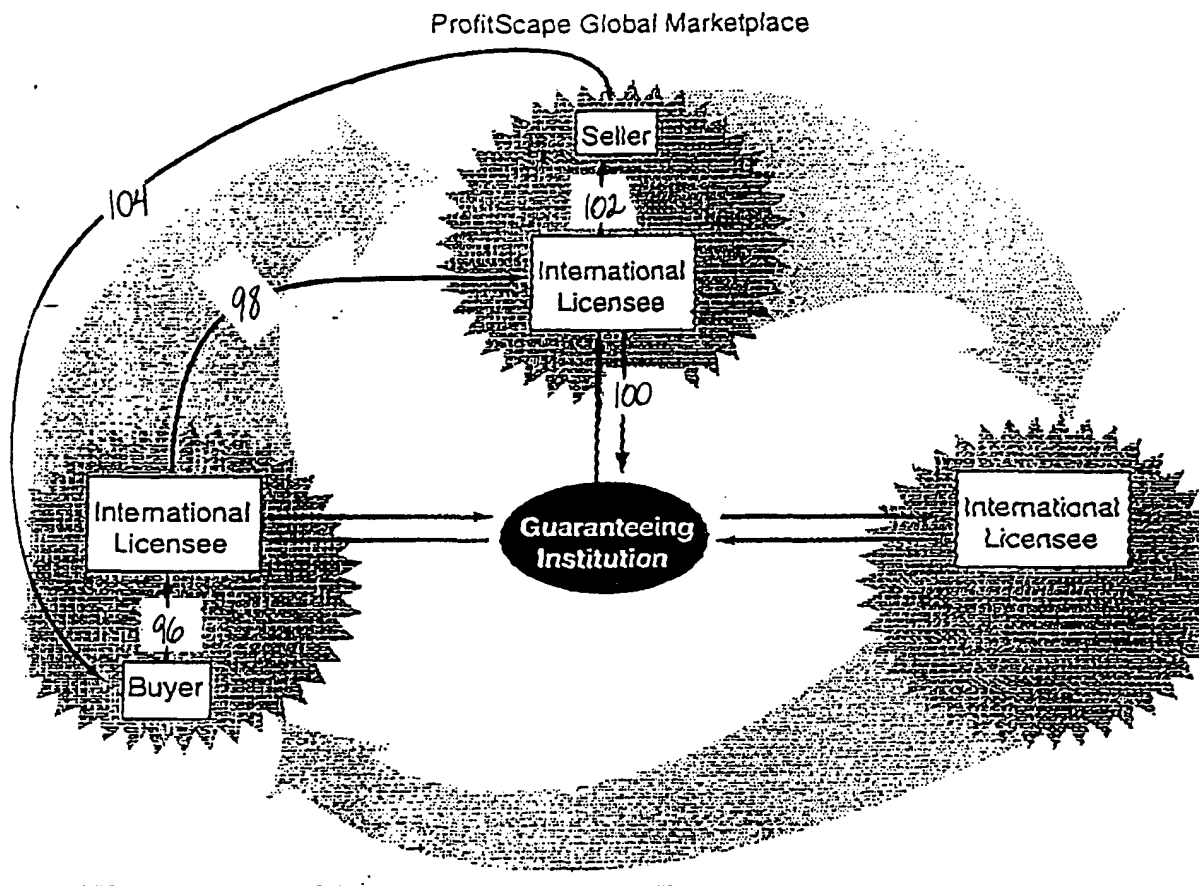 ProfitScape Global Marketplace
Seller
104
102
International
Licensee
98
100
International
Licensee
Guaranteeing
Institution
International
Licensee
96
Buyer